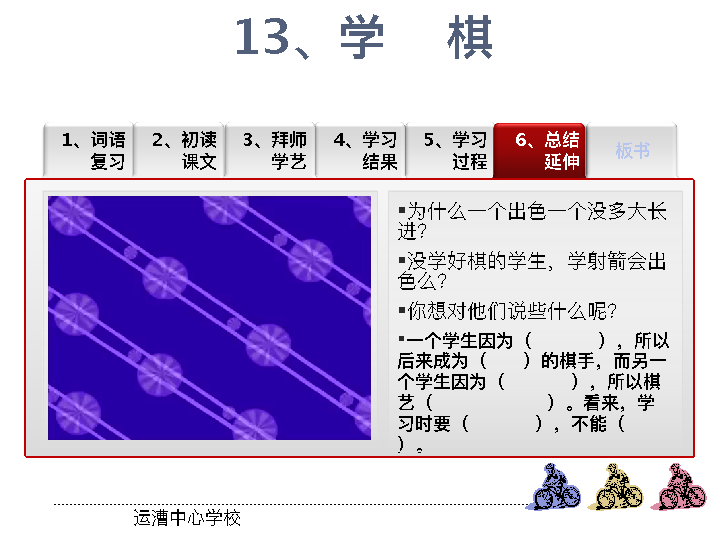 13、学 棋
1、词语
复习
2、初读
课文
3、拜师
学艺
4、学习
结果
5、学习
过程
6、总结
延伸
板书
▪为什么一个出色一个没多大长
进?
▪没学好棋的学生，学射箭会出
色么?
▪你想对他们说些什么呢?
▪一个学生因为（ ），所以
后来成为（ ）的棋手，而另一
个学生因为（ ），所以棋
艺（ ）。看来，学
习时要（ ），不能（
）。
运漕中心学校